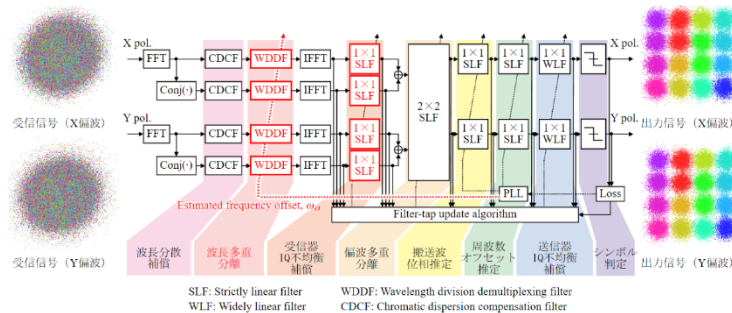 X pol.
FFT
CDCF
WDDF
IFFT
1×1
SLF
1×1
SLF
1×1
SLF
1×1
WLF
X pol.
Conj(·)
CDCF
WDDF
IFFT
1×1
SLF
受信信号（X偏波）
2×2
SLF
出力信号（X偏波）
Y pol.
FFT
CDCF
WDDF
IFFT
1×1
SLF
1×1
SLF
1×1
SLF
1×1
WLF
Y pol.
Conj(·)
CDCF
WDDF
IFFT
1×1
SLF
PLL
Loss
Estimated frequency offset, ωo
Filter-tap update algorithm
受信信号（Y偏波）
波長分散
補償
波長多重
分離
受信器
IQ不均衡
補償
偏波多重
分離
搬送波
位相推定
周波数
オフセット
推定
送信器
IQ不均衡
補償
シンボル
判定
出力信号（Y偏波）
SLF: Strictly linear filter
WDDF: Wavelength division demultiplexing filter
WLF: Widely linear filter
CDCF: Chromatic dispersion compensation filter